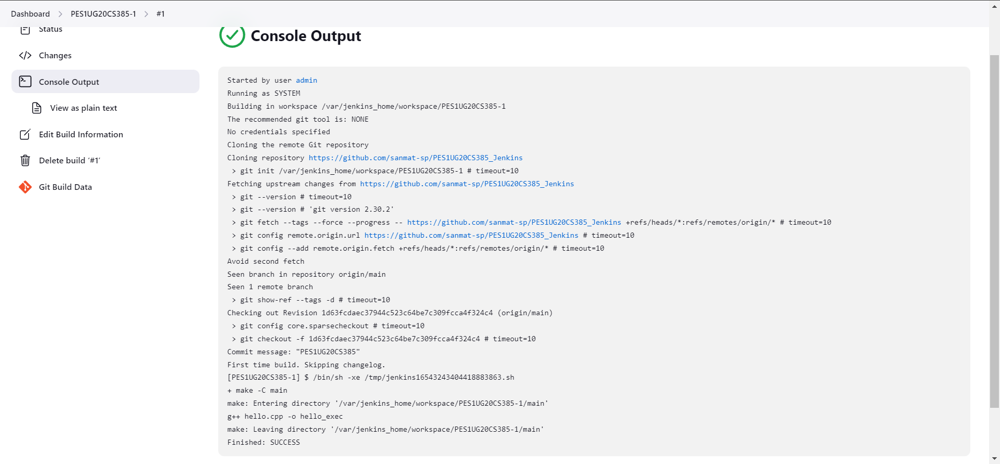 Dashboard > PES1UG20CS385-1 > #1
Status
Changes
Console Output
View as plain text
Edit Build Information
Delete build ‘#1’
Git Build Data
Console Output
Started by user admin
Running as SYSTEM
Building in workspace /var/jenkins_home/workspace/PES1UG20CS385-1
The recommended git tool is: NONE
No credentials specified
Cloning the remote Git repository
Cloning repository https://github.com/sanmat-sp/PES1UG20CS385_Jenkins
 > git init /var/jenkins_home/workspace/PES1UG20CS385-1 # timeout=10
Fetching upstream changes from https://github.com/sanmat-sp/PES1UG20CS385_Jenkins
 > git --version # timeout=10
 > git --version # 'git version 2.30.2'
 > git fetch --tags --force --progress -- https://github.com/sanmat-sp/PES1UG20CS385_Jenkins +refs/heads/*:refs/remotes/origin/* # timeout=10
 > git config remote.origin.url https://github.com/sanmat-sp/PES1UG20CS385_Jenkins # timeout=10
 > git config --add remote.origin.fetch +refs/heads/*:refs/remotes/origin/* # timeout=10
Avoid second fetch
Seen branch in repository origin/main
Seen 1 remote branch
 > git show-ref --tags -d # timeout=10
Checking out Revision 1d63fcdaec37944c523c64be7c309fcca4f324c4 (origin/main)
 > git config core.sparsecheckout # timeout=10
 > git checkout -f 1d63fcdaec37944c523c64be7c309fcca4f324c4 # timeout=10
Commit message: "PES1UG20CS385"
First time build. Skipping changelog.
[PES1UG20CS385-1] $ /bin/sh -xe /tmp/jenkins16543243404418883863.sh
+ make -C main
make: Entering directory '/var/jenkins_home/workspace/PES1UG20CS385-1/main'
g++ hello.cpp -o hello_exec
make: Leaving directory '/var/jenkins_home/workspace/PES1UG20CS385-1/main'
Finished: SUCCESS